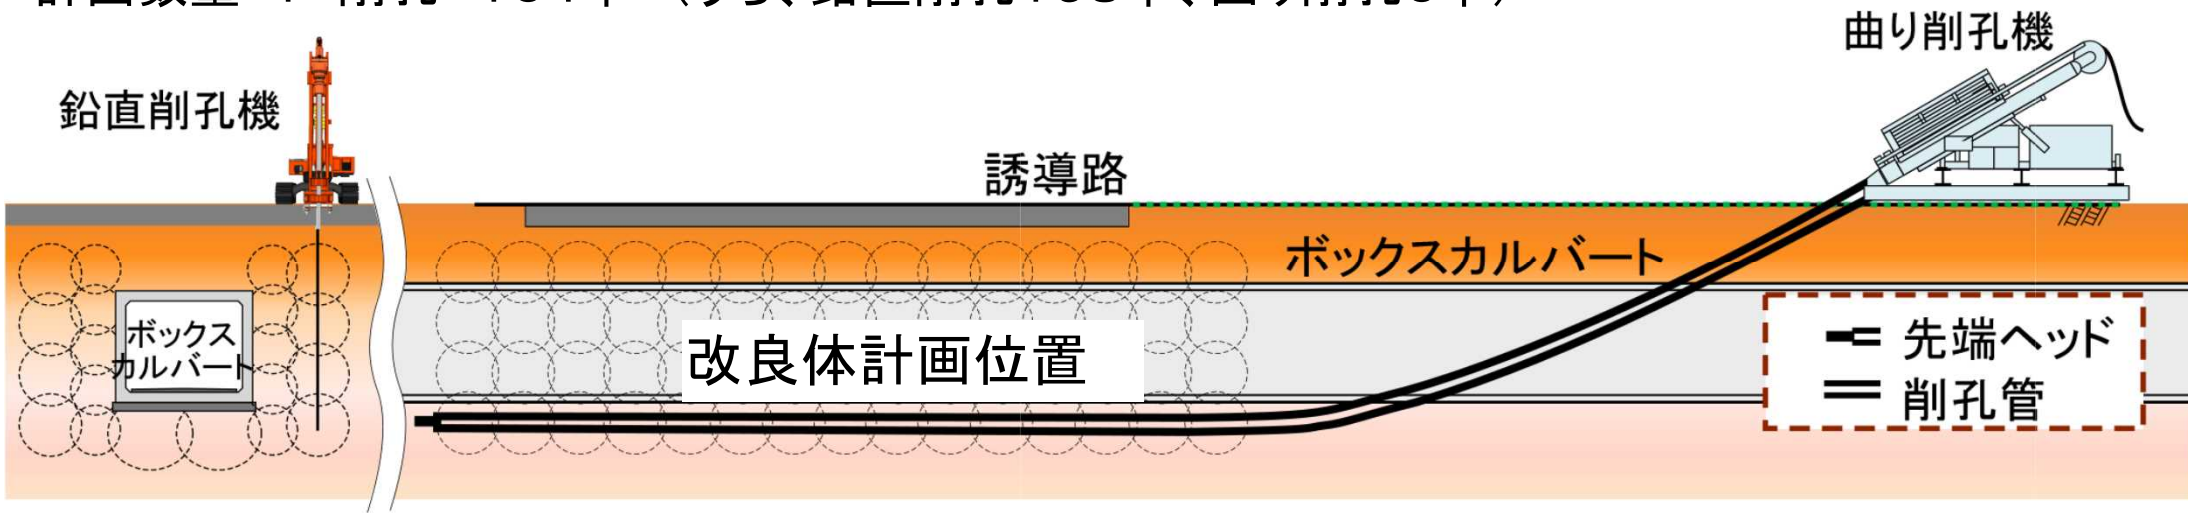 曲り削孔機
鉛直削孔機
誘導路
ボックスカルバート
ボックス
カルバート
改良体計画位置
先端ヘッド
削孔管